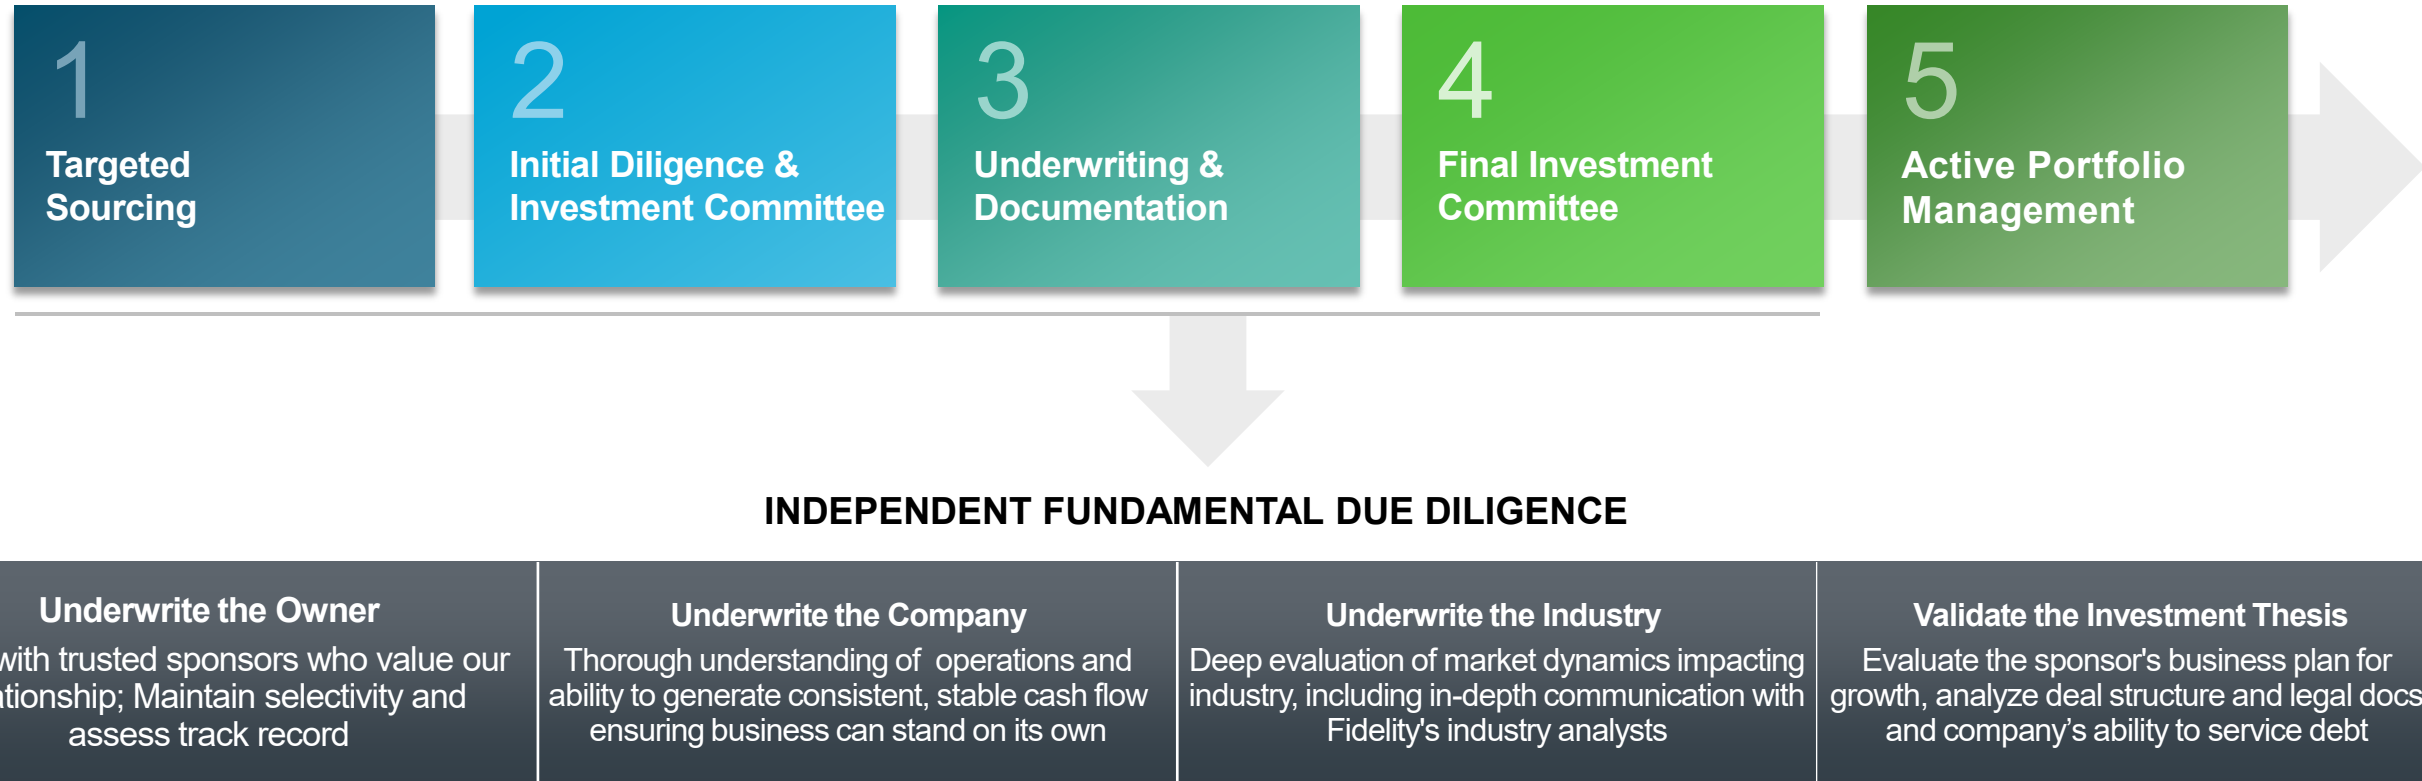 1
Targeted
Sourcing
2
Initial Diligence &
Investment Committee
3
Underwriting &
Documentation
4
Final Investment
Committee
5
Active Portfolio
Management
INDEPENDENT FUNDAMENTAL DUE DILIGENCE
Underwrite the Owner
with trusted sponsors who value our
Maintain selectivity and
assess track record
Underwrite the Company
Thorough understanding of operations and
ability to generate consistent, stable cash flow
ensuring business can stand on its own
Underwrite the Industry
Deep evaluation of market dynamics impacting
industry, including in-depth communication with
Fidelity's industry analysts
Validate the Investment Thesis
Evaluate the sponsor's business plan for
growth, analyze deal structure and legal docs
and company’s ability to service debt